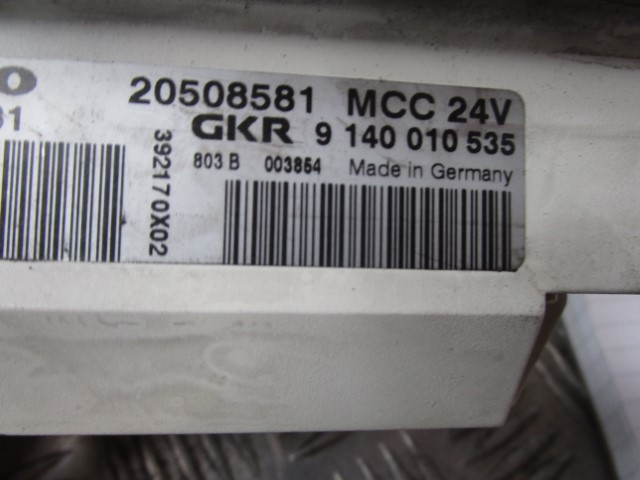 20508581 MCC 24V
GKR 9 140 010 535
803 B 003854 Made in Germany
392170X02